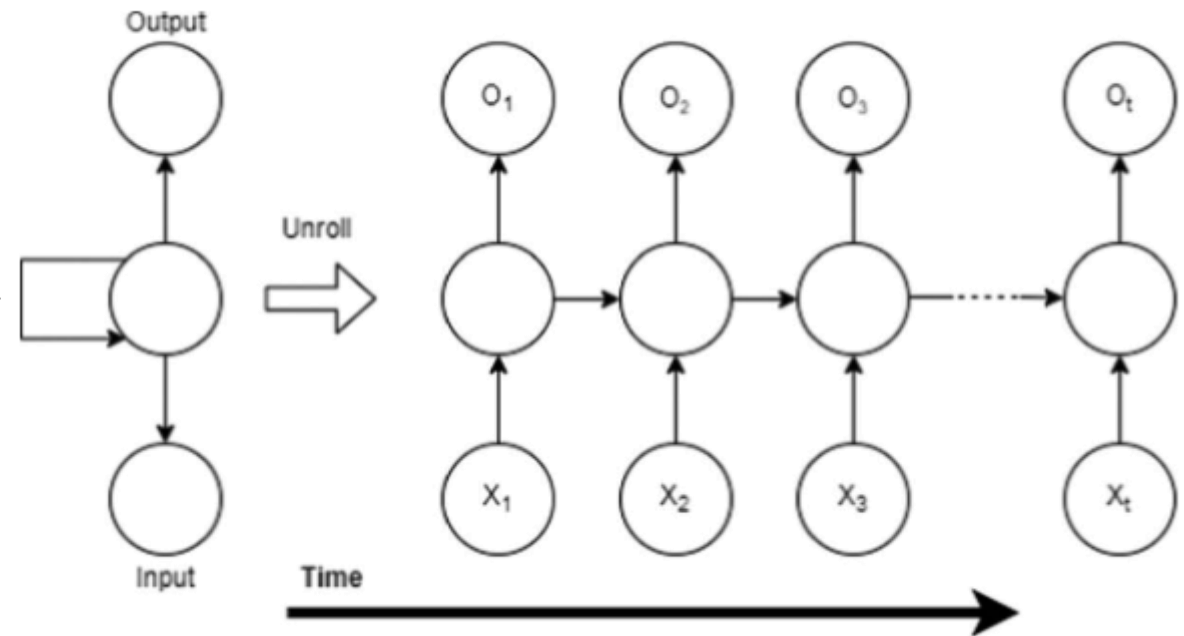 Output
O₁ O₂ O₃ Oₜ
Unroll
X₁ X₂ X₃ Xₜ
Input
Time